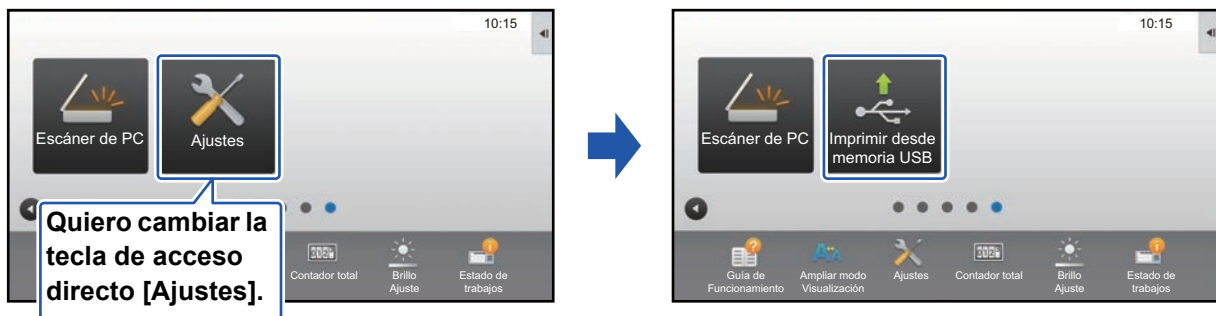 10:15
Escáner de PC
Ajustes
Quiero cambiar la
tecla de acceso
directo [Ajustes].
Contador total
Brillo
Ajuste
Estado de
trabajos
10:15
Escáner de PC
Imprimir desde
memoria USB
Guía de
Funcionamiento
Ampliar modo
Visualización
Ajustes
Contador total
Brillo
Ajuste
Estado de
trabajos